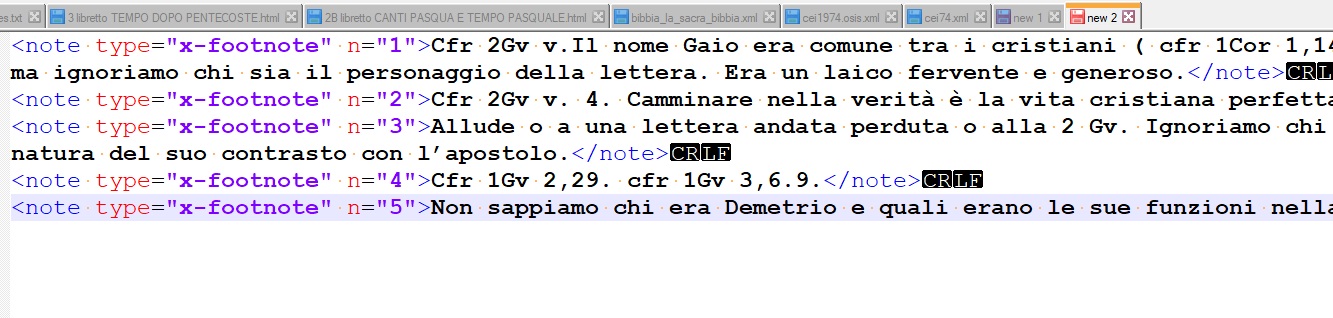 es.txt 3 libretto TEMPO DOPO PENTECOSTE.html 2B libretto CANTI PASQUA E TEMPO PASQUALE.html bibbia_la_sacra_bibbia.xml cei1974.osis.xml cei74.xml new 1 new 2
<note type="x-footnote" n="1">Cfr 2Gv v.Il nome Gaio era comune tra i cristiani ( cfr 1Cor 1,14
ma ignoriamo chi sia il personaggio della lettera. Era un laico fervente e generoso.</note>CRLF
<note type="x-footnote" n="2">Cfr 2Gv v. 4. Camminare nella verità è la vita cristiana perfetta
<note type="x-footnote" n="3">Allude o a una lettera andata perduta o alla 2 Gv. Ignoriamo chi
natura del suo contrasto con l’apostolo.</note>CRLF
<note type="x-footnote" n="4">Cfr 1Gv 2,29. cfr 1Gv 3,6.9.</note>CRLF
<note type="x-footnote" n="5">Non sappiamo chi era Demetrio e quali erano le sue funzioni nella